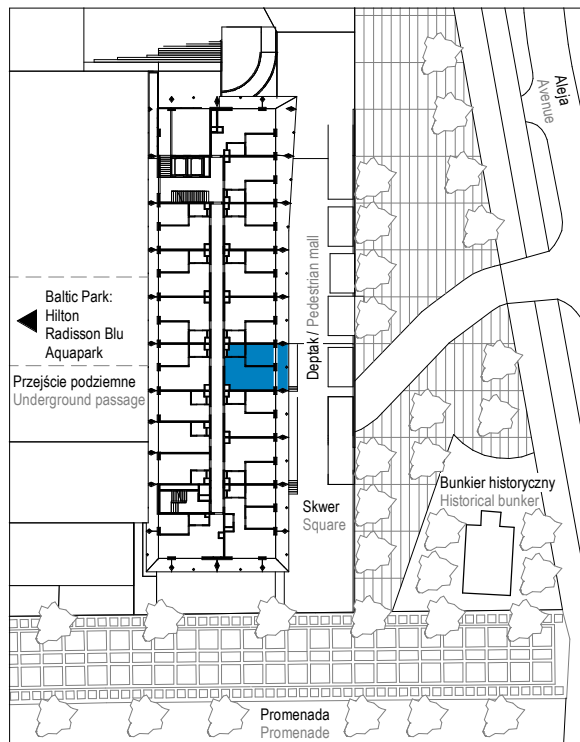 Aleja
Avenue
Baltic Park:
Hilton
Radisson Blu
Aquapark
Przejście podziemne
Underground passage
Deptak / Pedestrian mall
Skwer
Square
Bunkier historyczny
Historical bunker
Promenada
Promenade